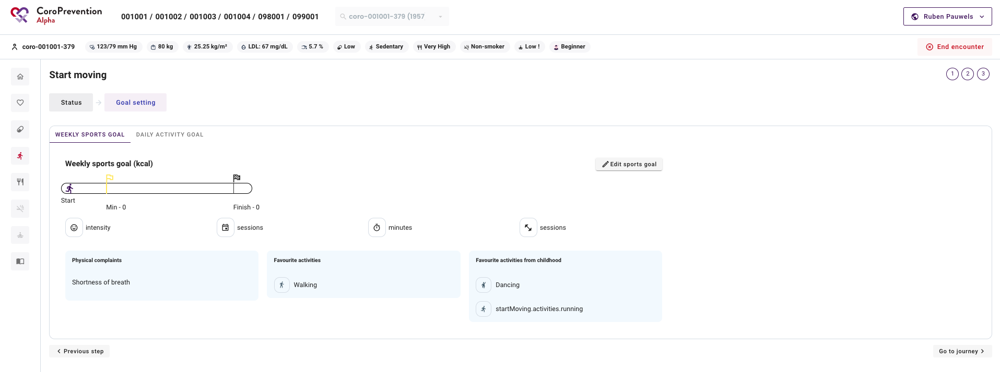 CoroPrevention
Alpha
001001 / 001002 / 001003 / 001004 / 098001 / 099001
coro-001001-379 (1957
Ruben Pauwels
coro-001001-379
123/79 mm Hg
80 kg
25.25 kg/m²
LDL: 67 mg/dL
5.7 %
Low
Sedentary
Very High
Non-smoker
Low !
Beginner
End encounter
Start moving
1
2
3
Status
Goal setting
WEEKLY SPORTS GOAL
DAILY ACTIVITY GOAL
Weekly sports goal (kcal)
Edit sports goal
Start
Min - 0
Finish - 0
intensity
sessions
minutes
sessions
Physical complaints
Shortness of breath
Favourite activities
Walking
Favourite activities from childhood
Dancing
startMoving.activities.running
Previous step
Go to journey